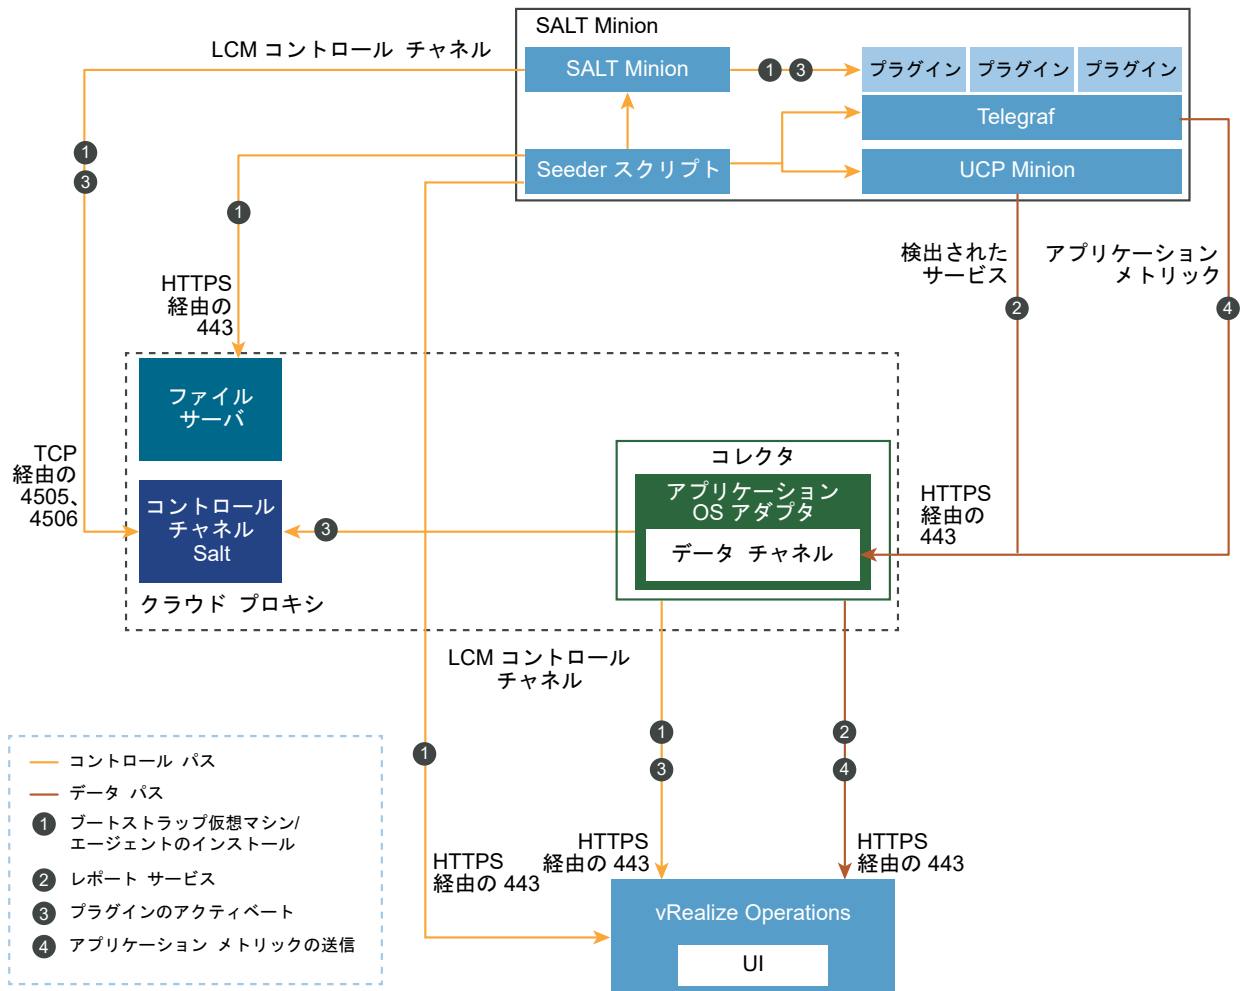 SALT Minion
LCM コントロール チャネル
SALT Minion
1
3
プラグイン
プラグイン
プラグイン
Telegraf
Seeder スクリプト
UCP Minion
1
3
1
検出された
サービス
アプリケーション
メトリック
2
4
HTTPS
経由の
443
ファイル
サーバ
TCP
経由の
4505、
4506
コントロール
チャネル
Salt
3
コレクタ
アプリケーション
OS アダプタ
データ チャネル
HTTPS
経由の
443
クラウド プロキシ
LCM コントロール
チャネル
1
3
2
4
1
HTTPS
経由の 443
HTTPS
経由の 443
HTTPS
経由の 443
vRealize Operations
UI
コントロール パス
データ パス
1 ブートストラップ仮想マシン/
エージェントのインストール
2 レポート サービス
3 プラグインのアクティベート
4 アプリケーション メトリックの送信